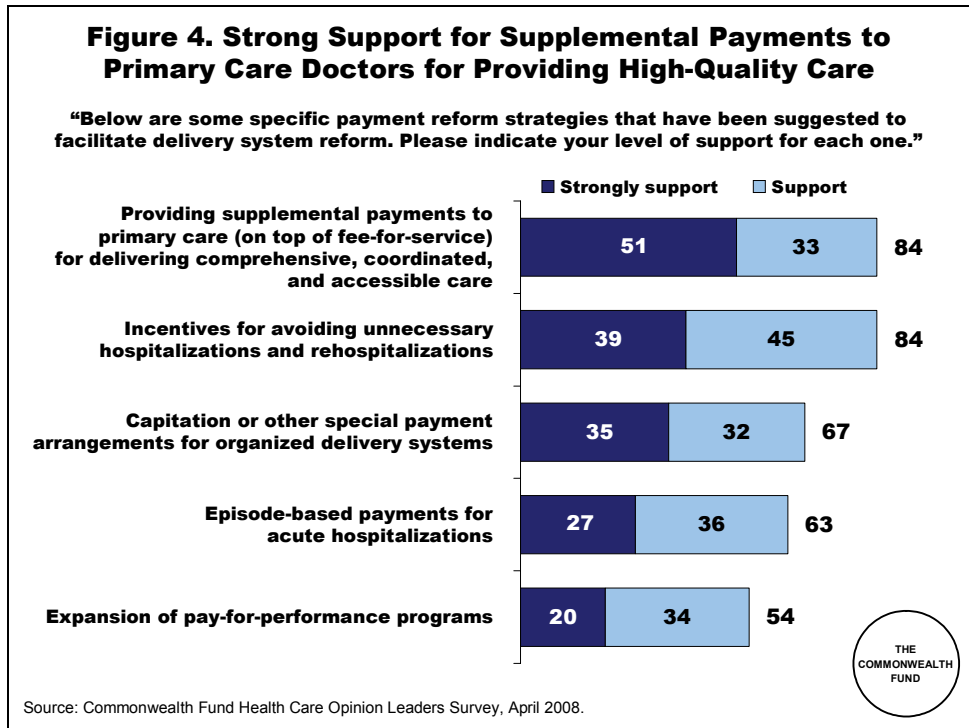 Figure 4. Strong Support for Supplemental Payments to
Primary Care Doctors for Providing High-Quality Care
“Below are some specific payment reform strategies that have been suggested to
facilitate delivery system reform. Please indicate your level of support for each one.”
Strongly support Support
Providing supplemental payments to
primary care (on top of fee-for-service)
for delivering comprehensive, coordinated,
and accessible care
51 33 84
Incentives for avoiding unnecessary
hospitalizations and rehospitalizations
39 45 84
Capitation or other special payment
arrangements for organized delivery systems
35 32 67
Episode-based payments for
acute hospitalizations
27 36 63
Expansion of pay-for-performance programs
20 34 54
THE
COMMONWEALTH
FUND
Source: Commonwealth Fund Health Care Opinion Leaders Survey, April 2008.